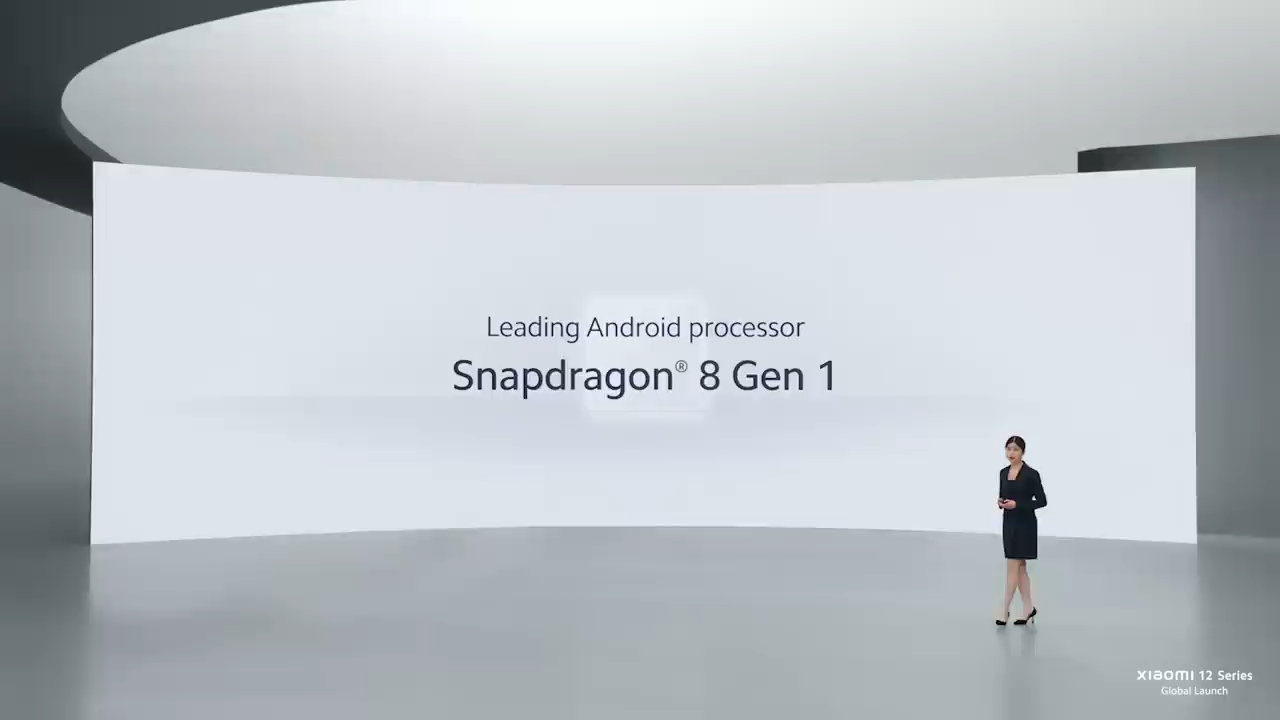 Leading Android processor
Snapdragon® 8 Gen 1
xiaomi 12 Series
Global Launch